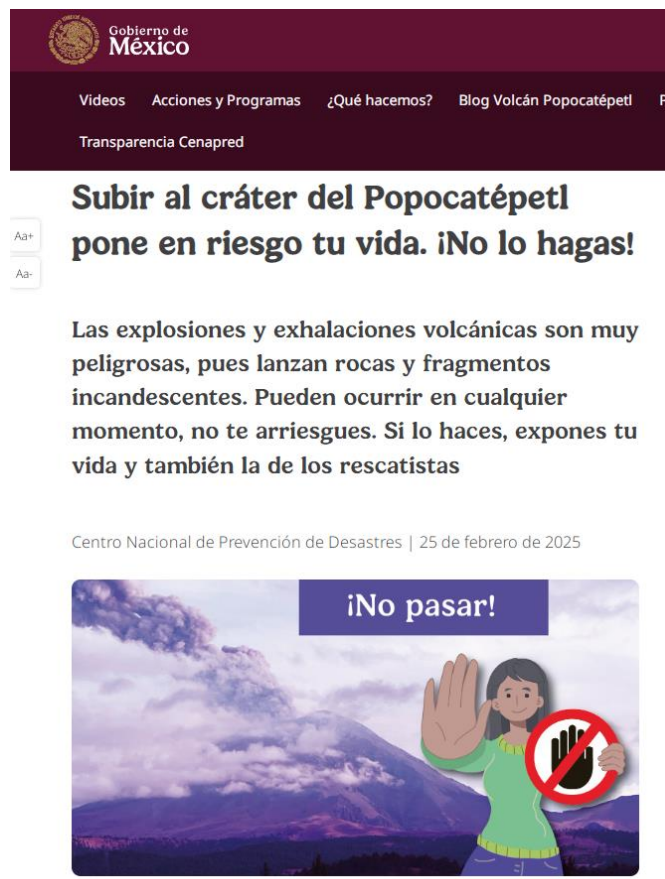 Gobierno de
México
Videos Acciones y Programas ¿Qué hacemos? Blog Volcán Popocatépetl P
Transparencia Cenapred
Subir al cráter del Popocatépetl
pone en riesgo tu vida. ¡No lo hagas!
Aa+
Aa-
Las explosiones y exhalaciones volcánicas son muy
peligrosas, pues lanzan rocas y fragmentos
incandescentes. Pueden ocurrir en cualquier
momento, no te arriesgues. Si lo haces, expones tu
vida y también la de los rescatistas
Centro Nacional de Prevención de Desastres | 25 de febrero de 2025
¡No pasar!